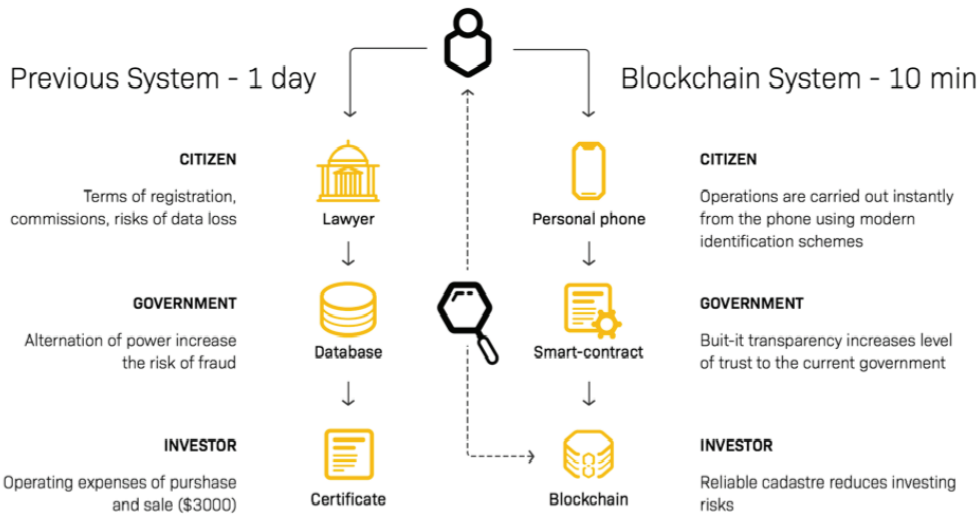 Previous System - 1 day
Blockchain System - 10 min
CITIZEN
Terms of registration,
commissions, risks of data loss
Lawyer
Personal phone
CITIZEN
Operations are carried out instantly
from the phone using modern
identification schemes
GOVERNMENT
Alternation of power increase
the risk of fraud
Database
Smart-contract
GOVERNMENT
Buit-it transparency increases level
of trust to the current government
INVESTOR
Operating expenses of purshase
and sale ($3000)
Certificate
Blockchain
INVESTOR
Reliable cadastre reduces investing
risks